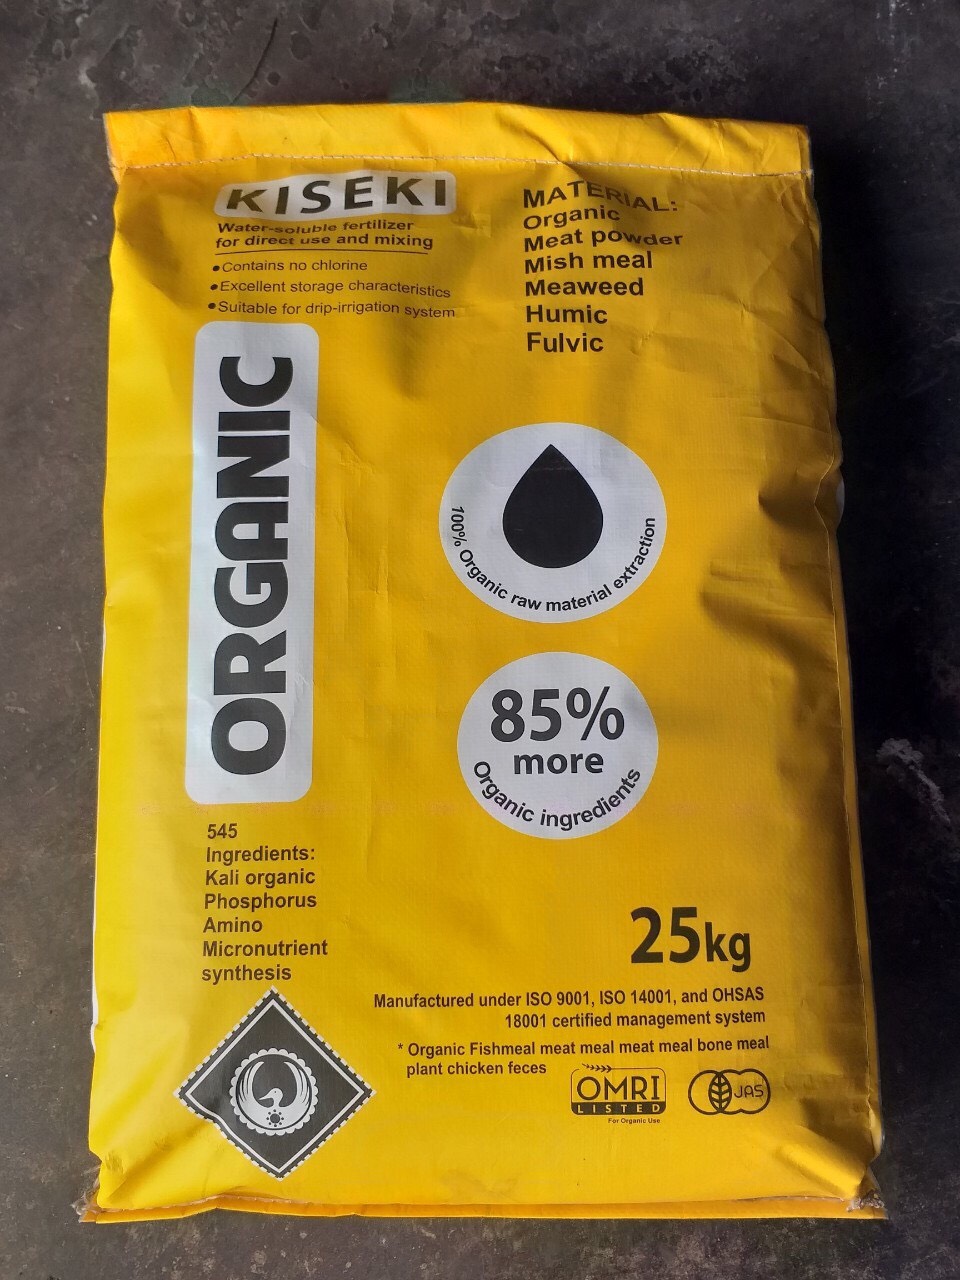 KISEKI
Water-soluble fertilizer
for direct use and mixing
•Contains no chlorine
•Excellent storage characteristics
•Suitable for drip-irrigation system
MATERIAL:
Organic
Meat powder
Mish meal
Meaweed
Humic
Fulvic
ORGANIC
100% Organic raw material extraction
85%
more
Organic ingredients
545
Ingredients:
Kali organic
Phosphorus
Amino
Micronutrient
synthesis
25kg
Manufactured under ISO 9001, ISO 14001, and OHSAS
18001 certified management system
* Organic Fishmeal meat meal meat meal bone meal
plant chicken feces
OMRI
LISTED
For Organic Use
JAS